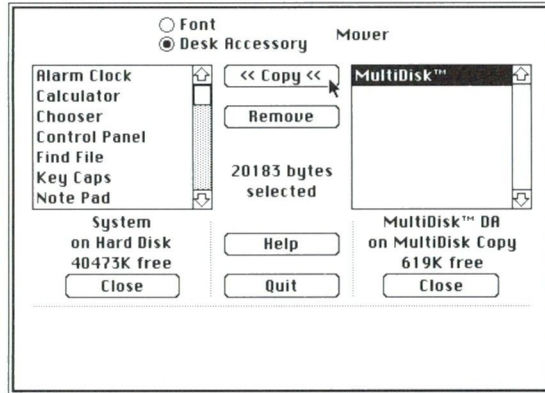 Font
Desk Accessory
Mover
Alarm Clock
Calculator
Chooser
Control Panel
Find File
Key Caps
Note Pad
System
on Hard Disk
40473K free
Close
<< Copy <<
Remove
20183 bytes
selected
Help
Quit
MultiDisk™
MultiDisk™ DA
on MultiDisk Copy
619K free
Close